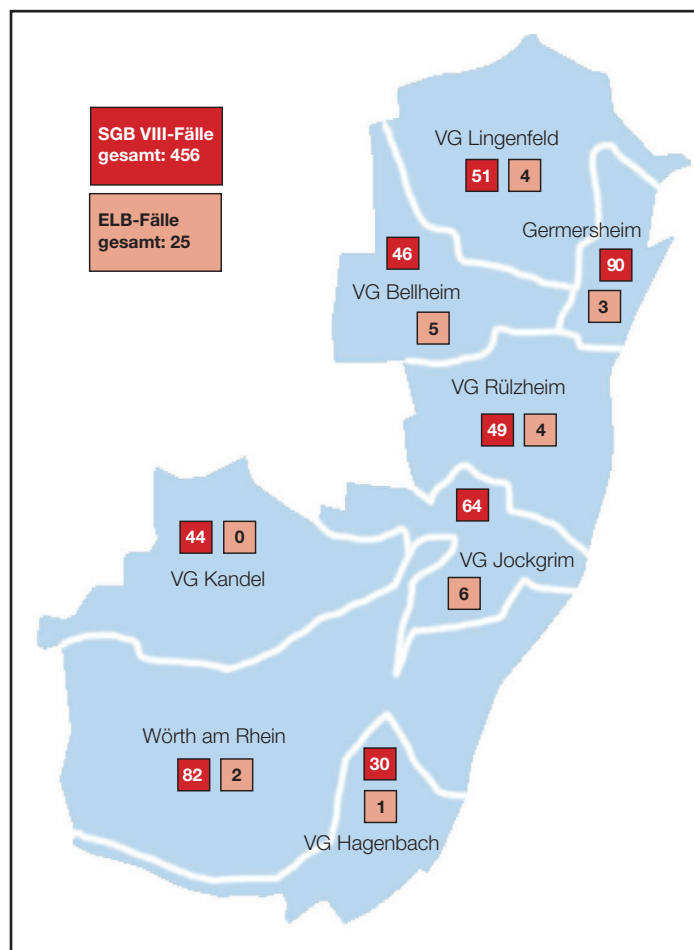 SGB VIII-Fälle
gesamt: 456
ELB-Fälle
gesamt: 25
VG Lingenfeld
51 4
Germersheim
90
3
46
VG Bellheim
5
VG Rülzheim
49 4
64
VG Jockgrim
6
44 0
VG Kandel
Wörth am Rhein
82 2
30
1
VG Hagenbach